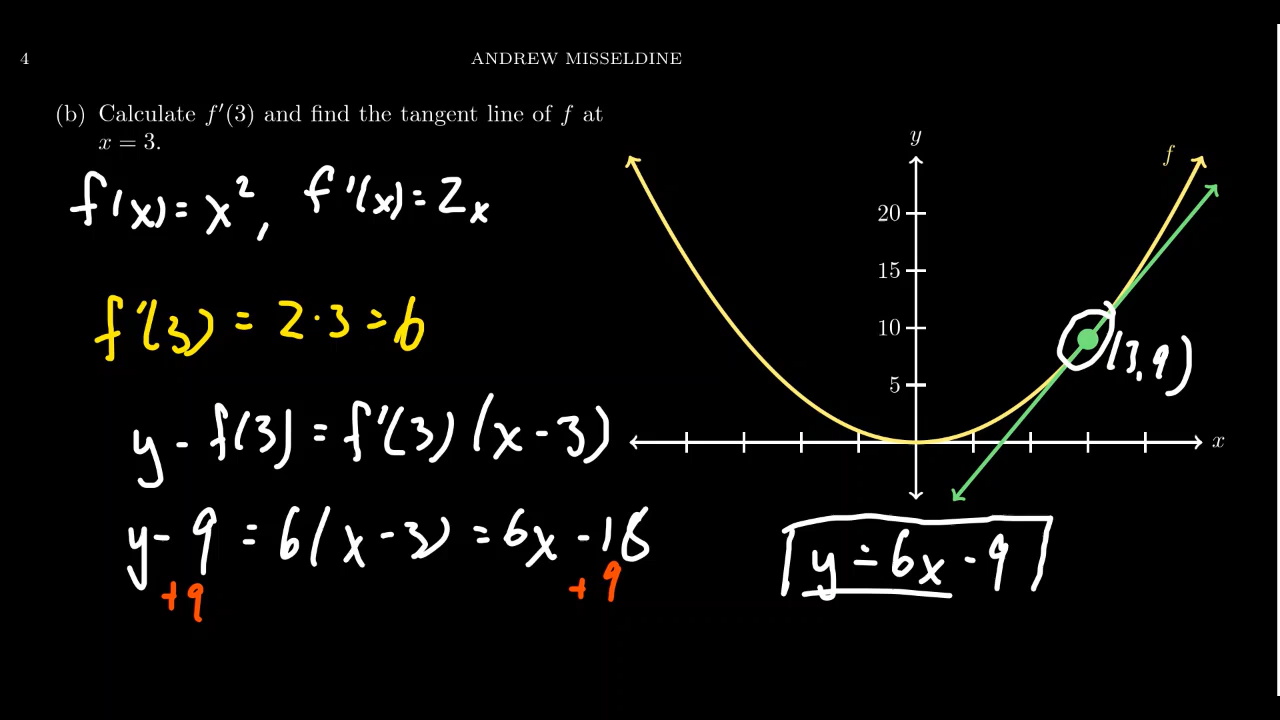 4
ANDREW MISSELDINE
(b) Calculate f′(3) and find the tangent line of f at
x = 3.
f(x) = x², f'(x) = 2x
f'(3) = 2·3 = 6
y - f(3) = f'(3) (x - 3)
y - 9 = 6(x - 3) = 6x - 18
+9 +9
y
f
20
15
10
5
(3,9)
x
y = 6x - 9